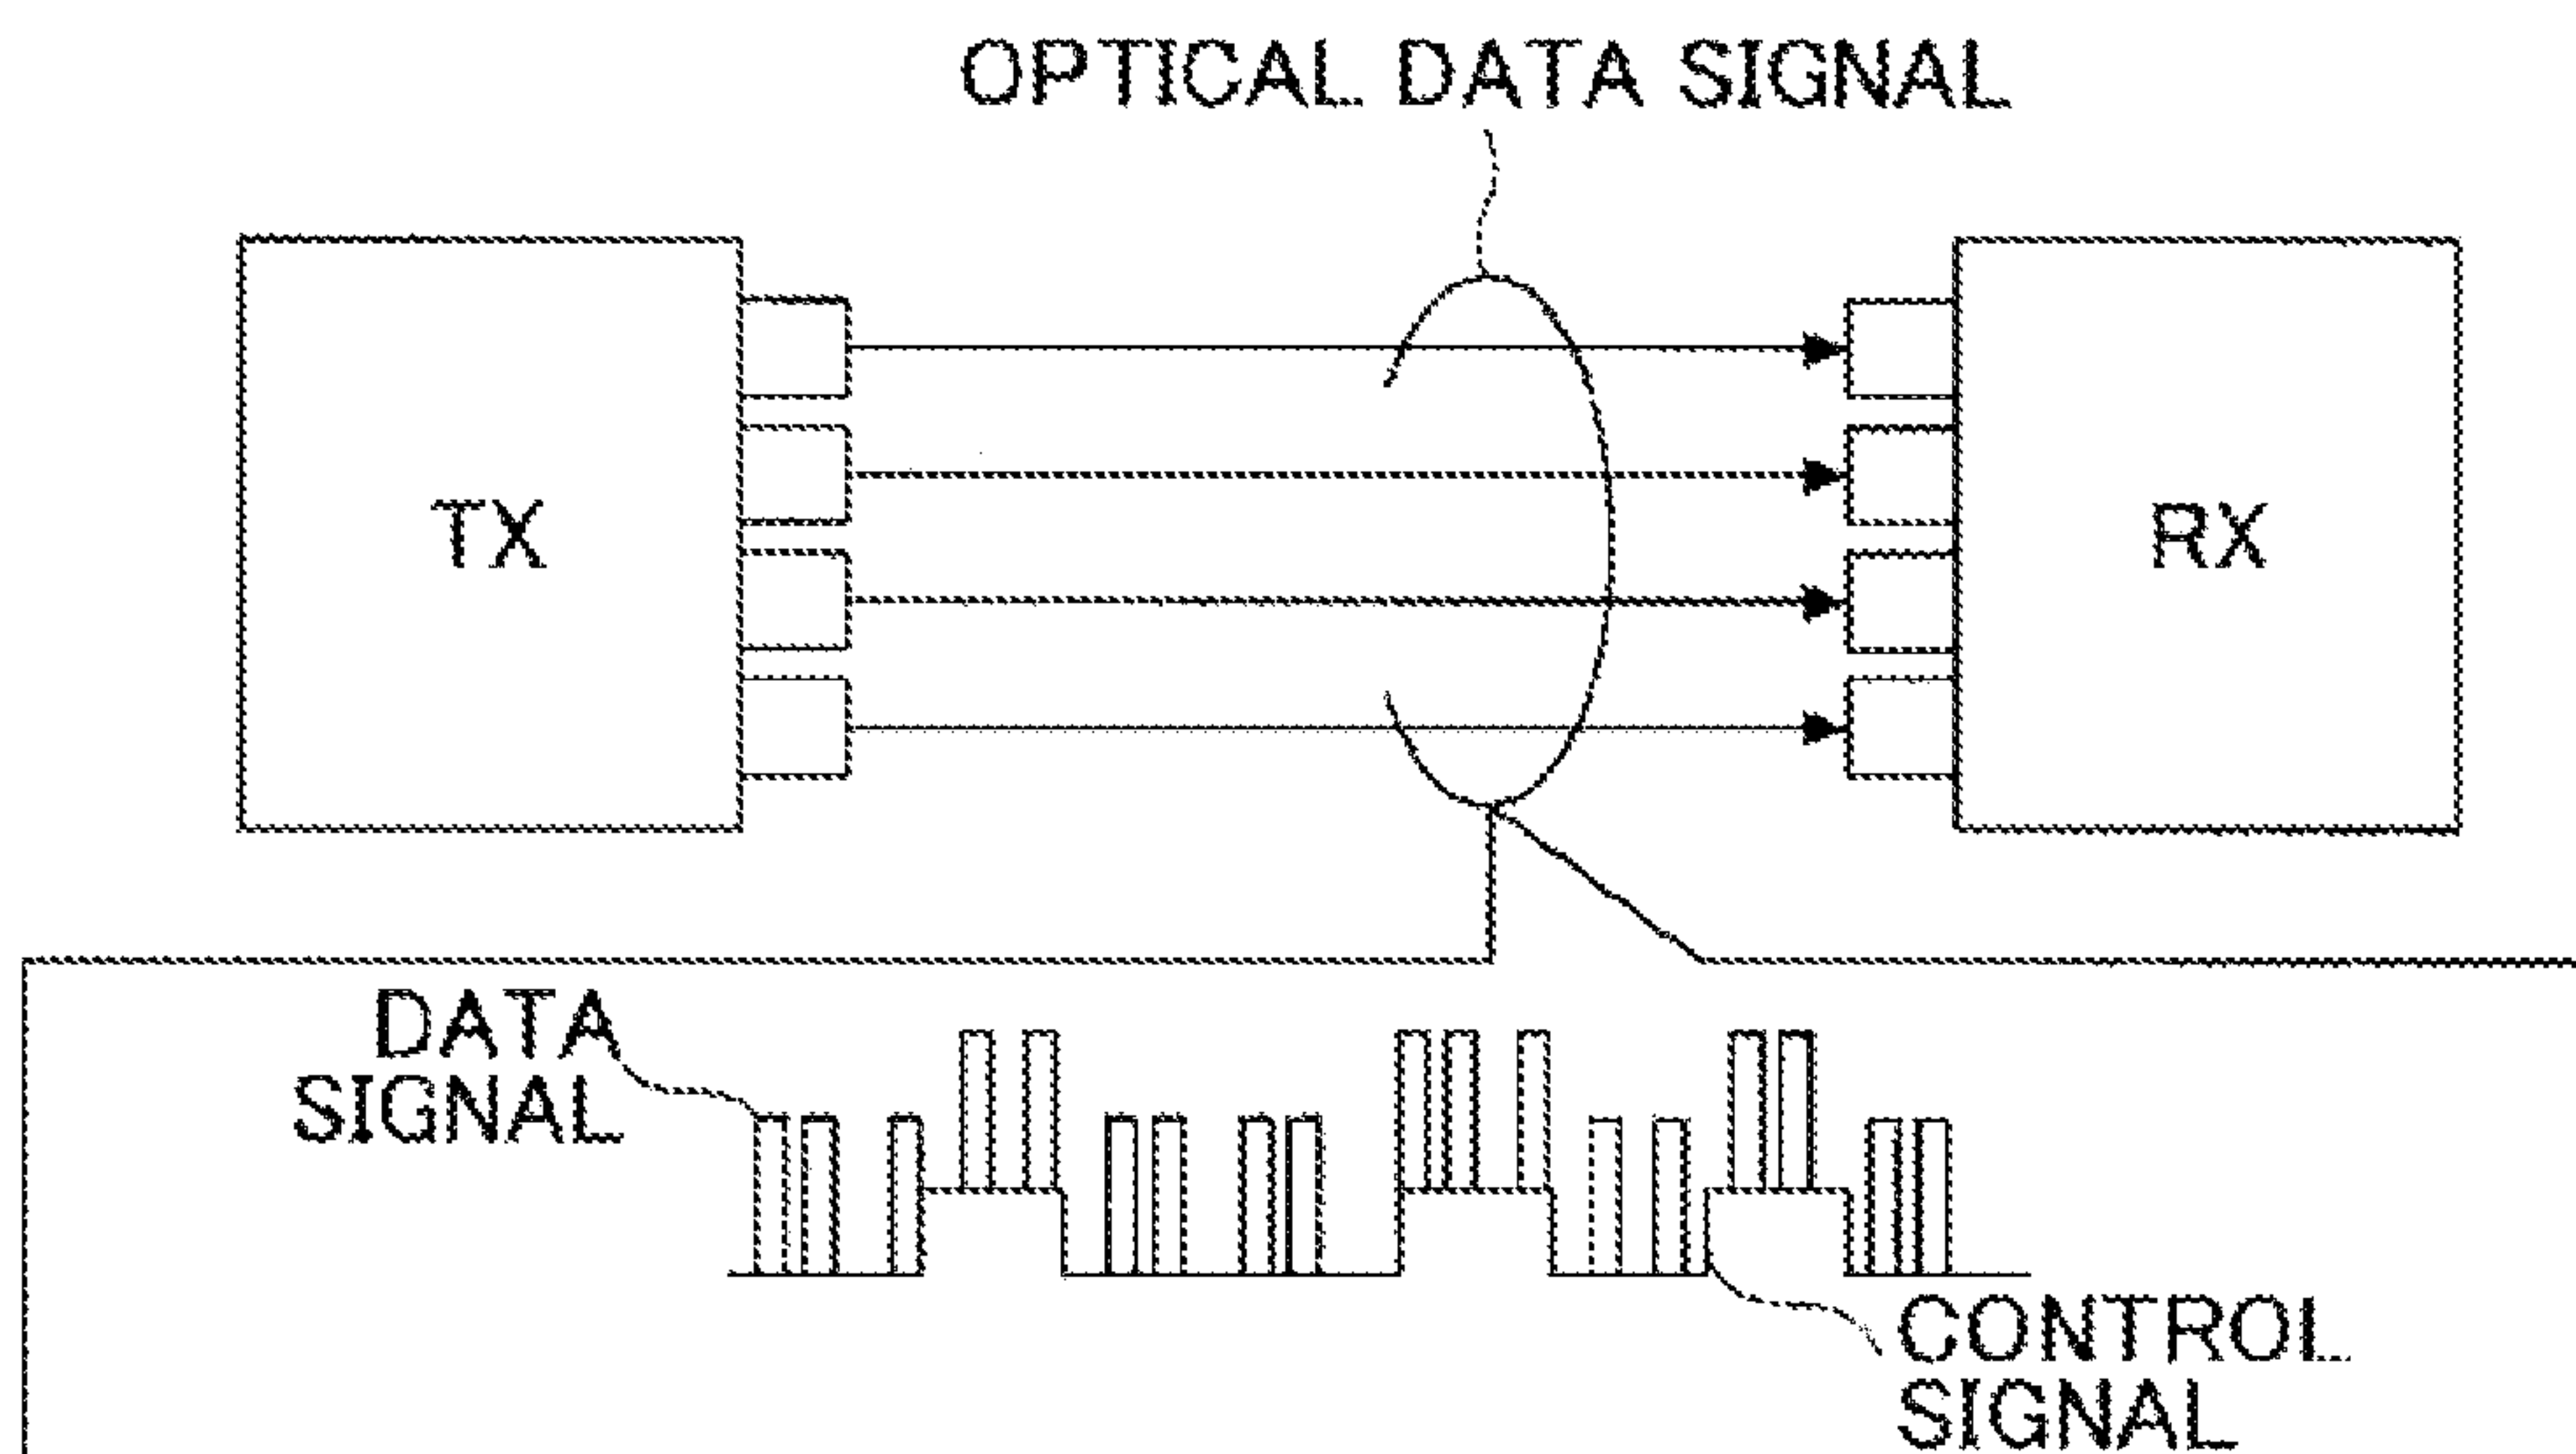 OPTICAL DATA SIGNAL
TX
RX
DATA
SIGNAL
CONTROL
SIGNAL